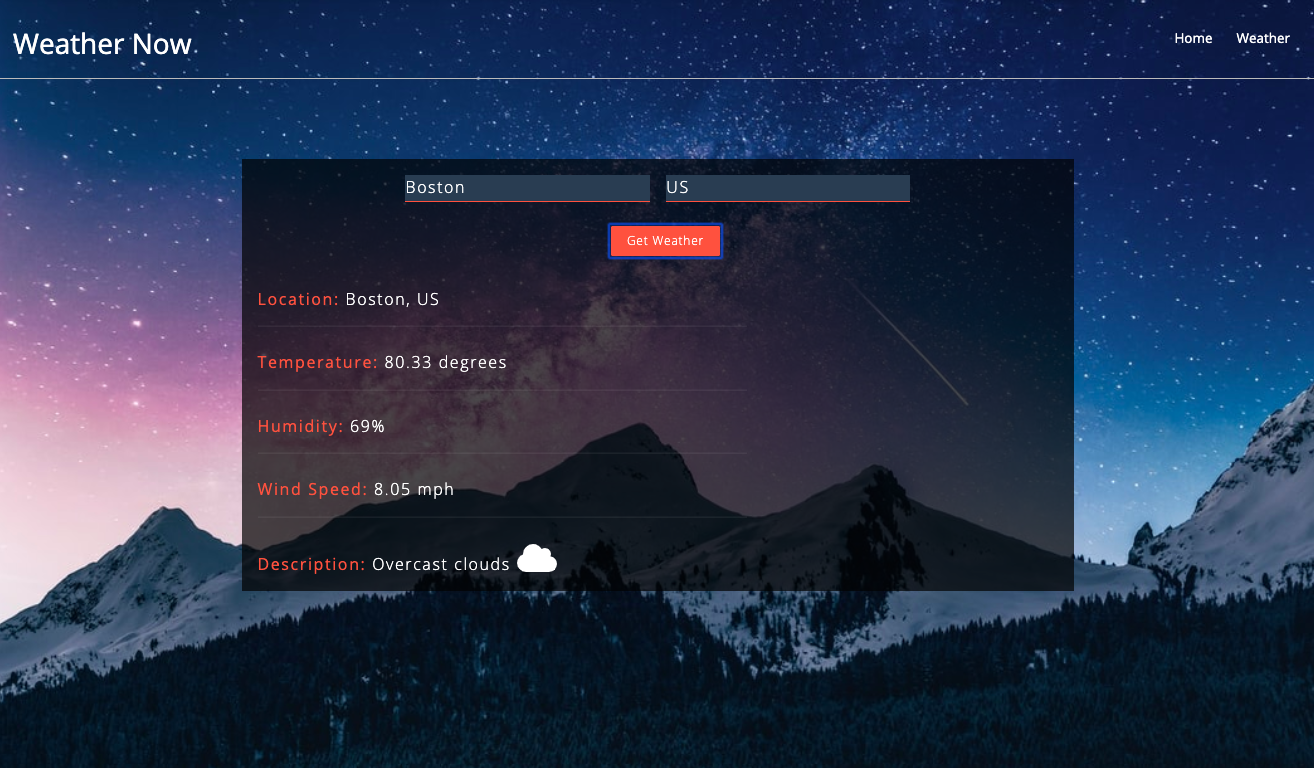 Weather Now
Home Weather
Boston US
Get Weather
Location: Boston, US
Temperature: 80.33 degrees
Humidity: 69%
Wind Speed: 8.05 mph
Description: Overcast clouds